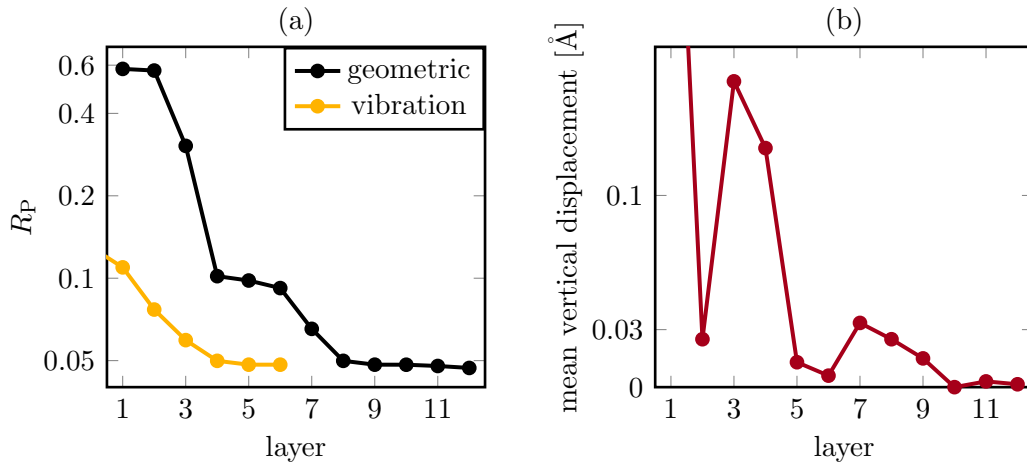 (a)
R_P
0.6
0.4
0.2
0.1
0.05
geometric
vibration
1 3 5 7 9 11
layer
(b)
mean vertical displacement [Å]
0.1
0.03
0
1 3 5 7 9 11
layer